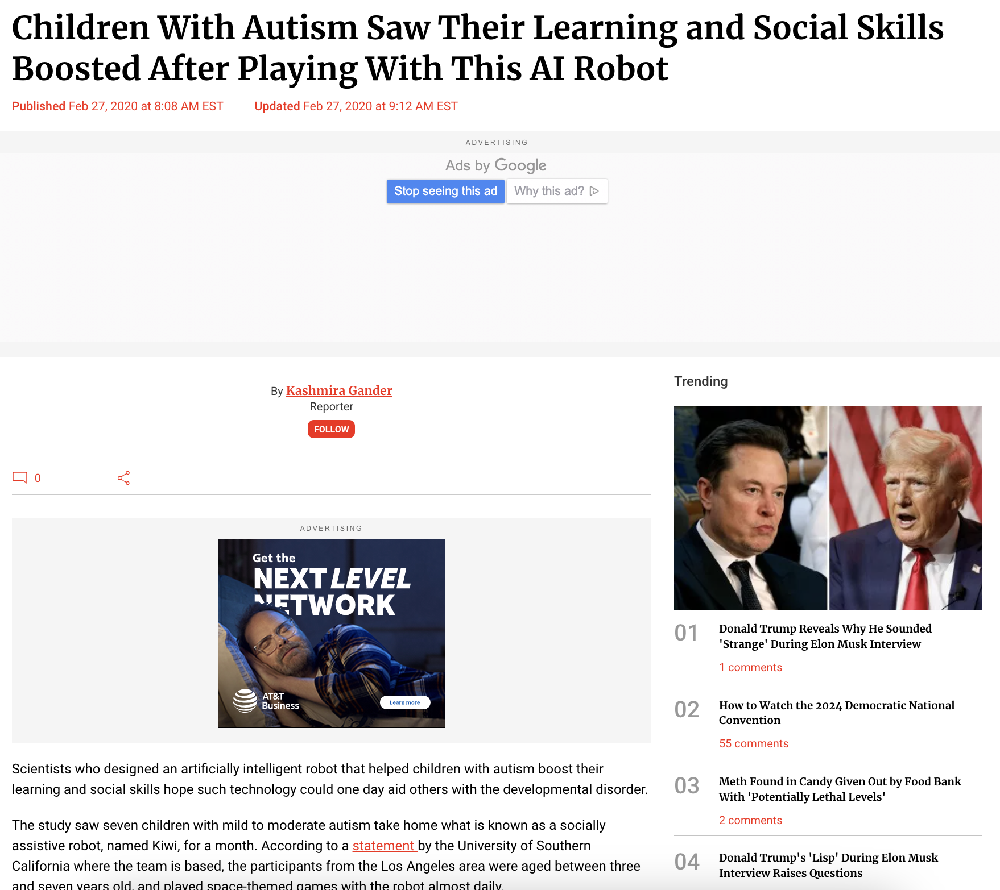 Children With Autism Saw Their Learning and Social Skills
Boosted After Playing With This AI Robot
Published Feb 27, 2020 at 8:08 AM EST
Updated Feb 27, 2020 at 9:12 AM EST
ADVERTISING
Ads by Google
Stop seeing this ad
Why this ad?
By Kashmira Gander
Reporter
FOLLOW
0
ADVERTISING
Get the
NEXT LEVEL
NETWORK
AT&T
Business
Learn more
Scientists who designed an artificially intelligent robot that helped children with autism boost their
learning and social skills hope such technology could one day aid others with the developmental disorder.
The study saw seven children with mild to moderate autism take home what is known as a socially
assistive robot, named Kiwi, for a month. According to a statement by the University of Southern
California where the team is based, the participants from the Los Angeles area were aged between three
and seven years old, and played space-themed games with the robot almost daily.
Trending
01
Donald Trump Reveals Why He Sounded
'Strange' During Elon Musk Interview
1 comments
02
How to Watch the 2024 Democratic National
Convention
55 comments
03
Meth Found in Candy Given Out by Food Bank
With 'Potentially Lethal Levels'
2 comments
04
Donald Trump's 'Lisp' During Elon Musk
Interview Raises Questions